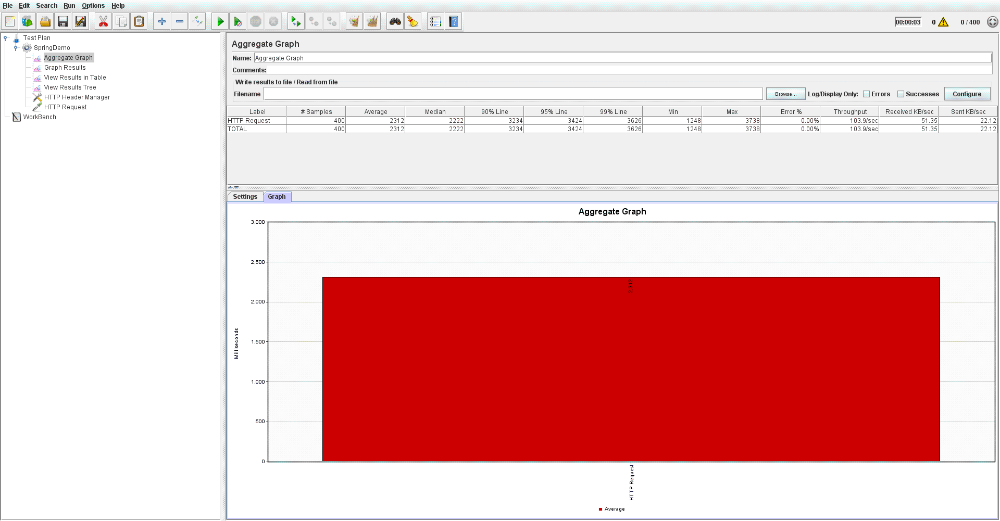 File Edit Search Run Options Help
00:00:03 0 0 / 400
Test Plan
SpringDemo
Aggregate Graph
Graph Results
View Results in Table
View Results Tree
HTTP Header Manager
HTTP Request
WorkBench
Aggregate Graph
Name: Aggregate Graph
Comments:
Write results to file / Read from file
Filename Browse... Log/Display Only: Errors Successes Configure
Label # Samples Average Median 90% Line 95% Line 99% Line Min Max Error % Throughput Received KB/sec Sent KB/sec
HTTP Request 400 2312 2222 3234 3424 3626 1248 3738 0.00% 103.9/sec 51.35 22.12
TOTAL 400 2312 2222 3234 3424 3626 1248 3738 0.00% 103.9/sec 51.35 22.12
Settings Graph
Aggregate Graph
3,000
2,500
2,312
2,000
1,500
Milliseconds
1,000
500
0
HTTP Request
Average